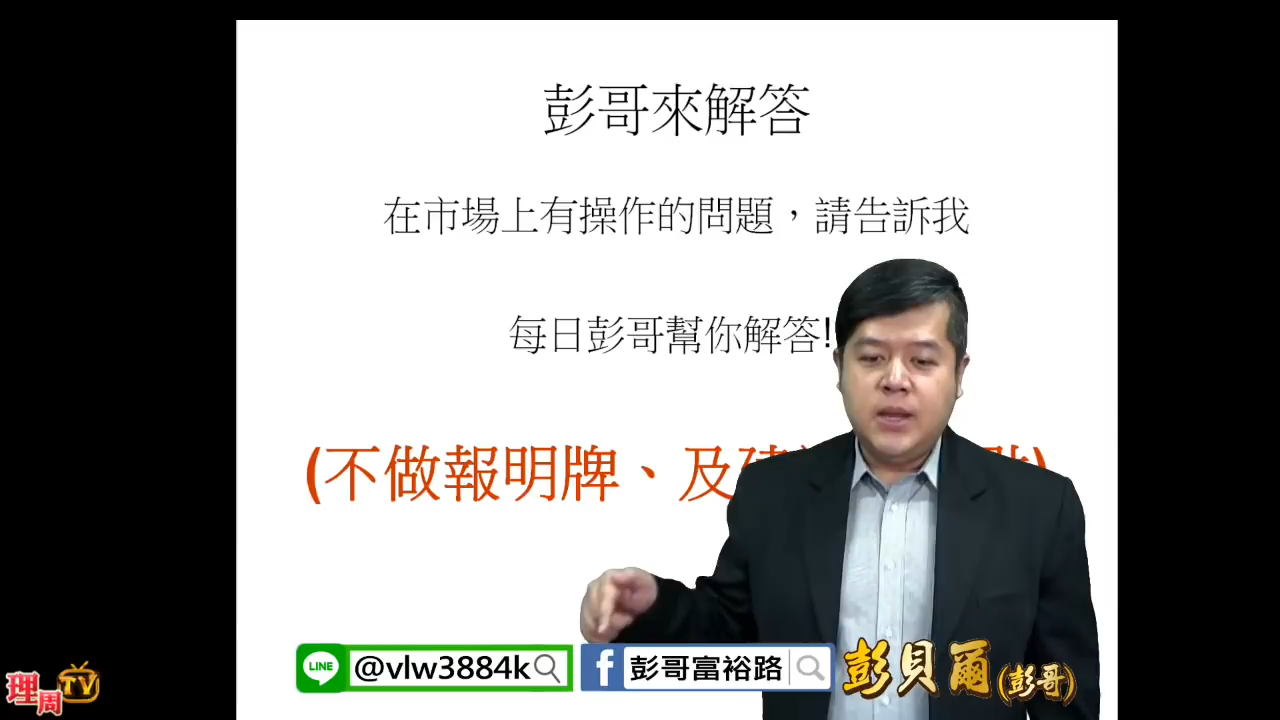 彭哥來解答
在市場上有操作的問題，請告訴我
每日彭哥幫你解答!
(不做報明牌、及建
LINE @vlw3884k
f 彭哥富裕路
彭貝爾(彭哥)
理周TV